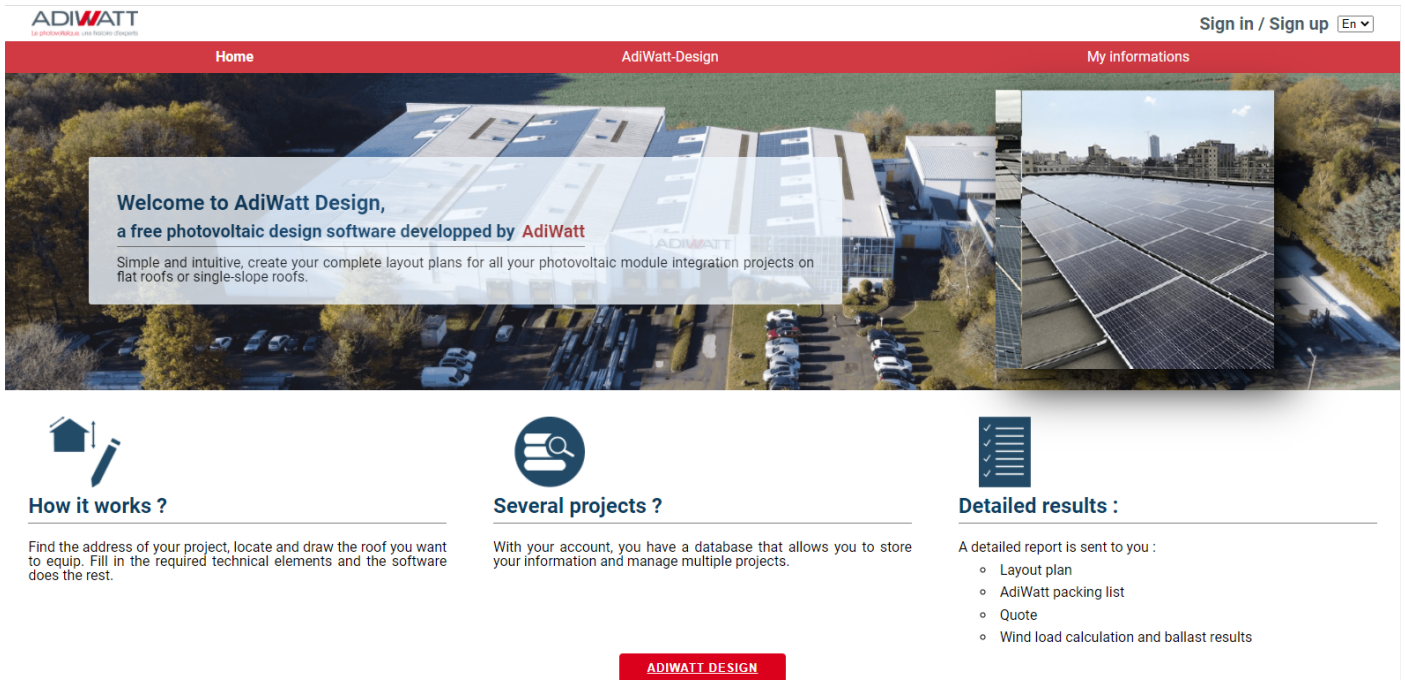 ADIWATT
Le photovoltaïque, une histoire d'experts
Sign in / Sign up
En
Home
AdiWatt-Design
My informations
Welcome to AdiWatt Design,
a free photovoltaic design software developped by AdiWatt
Simple and intuitive, create your complete layout plans for all your photovoltaic module integration projects on
flat roofs or single-slope roofs.
ADIWATT
How it works ?
Find the address of your project, locate and draw the roof you want
to equip. Fill in the required technical elements and the software
does the rest.
Several projects ?
With your account, you have a database that allows you to store
your information and manage multiple projects.
Detailed results :
A detailed report is sent to you :
Layout plan
AdiWatt packing list
Quote
Wind load calculation and ballast results
ADIWATT DESIGN